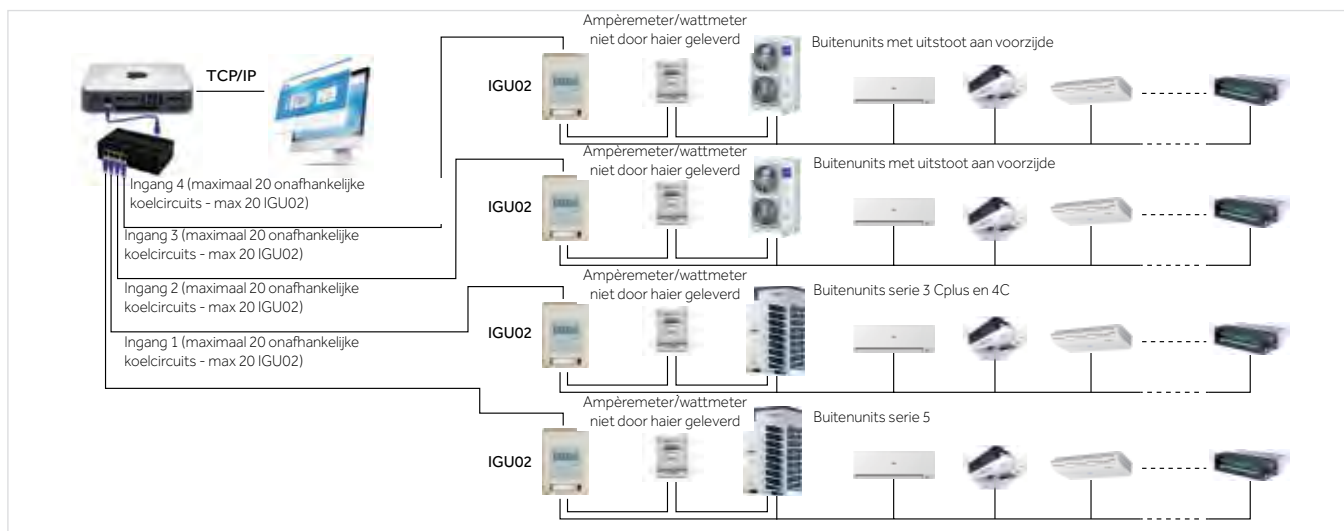 Ampèremeter/wattmeter
niet door haier geleverd
Buitenunits met uitstoot aan voorzijde
TCP/IP
IGU02
Ampèremeter/wattmeter
niet door haier geleverd
Buitenunits met uitstoot aan voorzijde
Ingang 4 (maximaal 20 onafhankelijke
koelcircuits - max 20 IGU02)
IGU02
Ingang 3 (maximaal 20 onafhankelijke
koelcircuits - max 20 IGU02)
Ampèremeter/wattmeter
niet door haier geleverd
Buitenunits serie 3 Cplus en 4C
Ingang 2 (maximaal 20 onafhankelijke
koelcircuits - max 20 IGU02)
IGU02
Ingang 1 (maximaal 20 onafhankelijke
koelcircuits - max 20 IGU02)
Ampèremeter/wattmeter
niet door haier geleverd
Buitenunits serie 5
IGU02